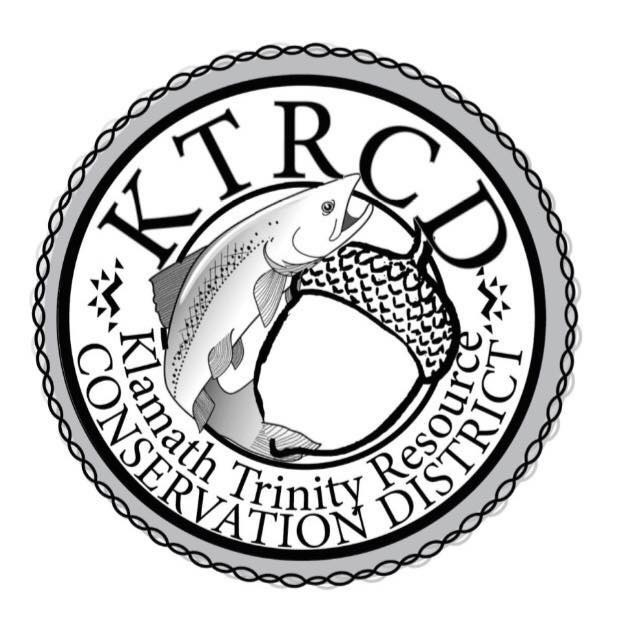 KTRCD
Klamath Trinity Resource
CONSERVATION DISTRICT